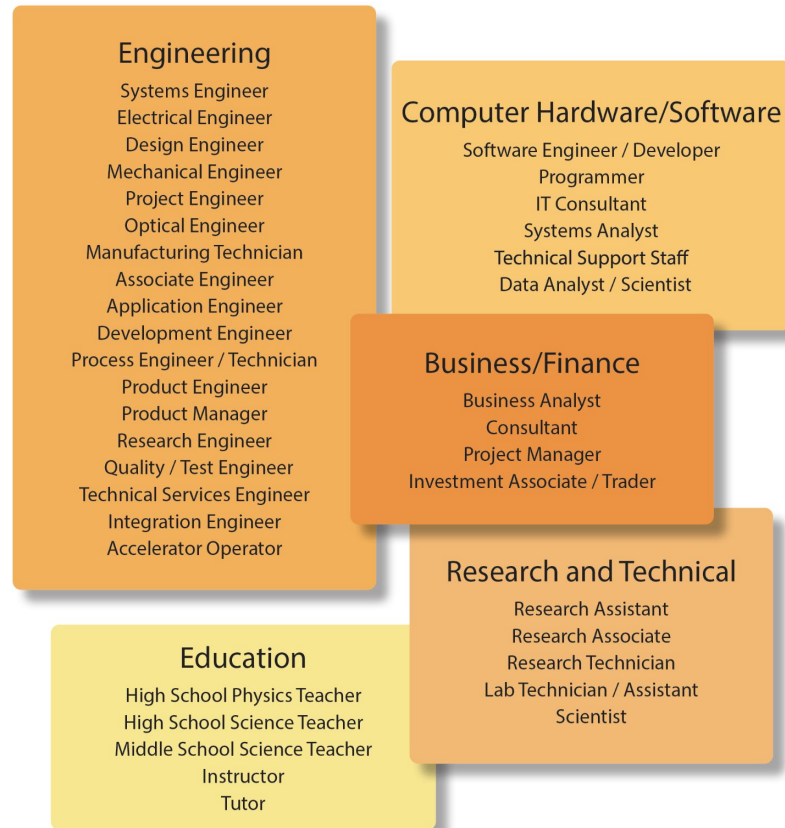 Engineering
Systems Engineer
Electrical Engineer
Design Engineer
Mechanical Engineer
Project Engineer
Optical Engineer
Manufacturing Technician
Associate Engineer
Application Engineer
Development Engineer
Process Engineer / Technician
Product Engineer
Product Manager
Research Engineer
Quality / Test Engineer
Technical Services Engineer
Integration Engineer
Accelerator Operator
Computer Hardware/Software
Software Engineer / Developer
Programmer
IT Consultant
Systems Analyst
Technical Support Staff
Data Analyst / Scientist
Business/Finance
Business Analyst
Consultant
Project Manager
Investment Associate / Trader
Research and Technical
Research Assistant
Research Associate
Research Technician
Lab Technician / Assistant
Scientist
Education
High School Physics Teacher
High School Science Teacher
Middle School Science Teacher
Instructor
Tutor